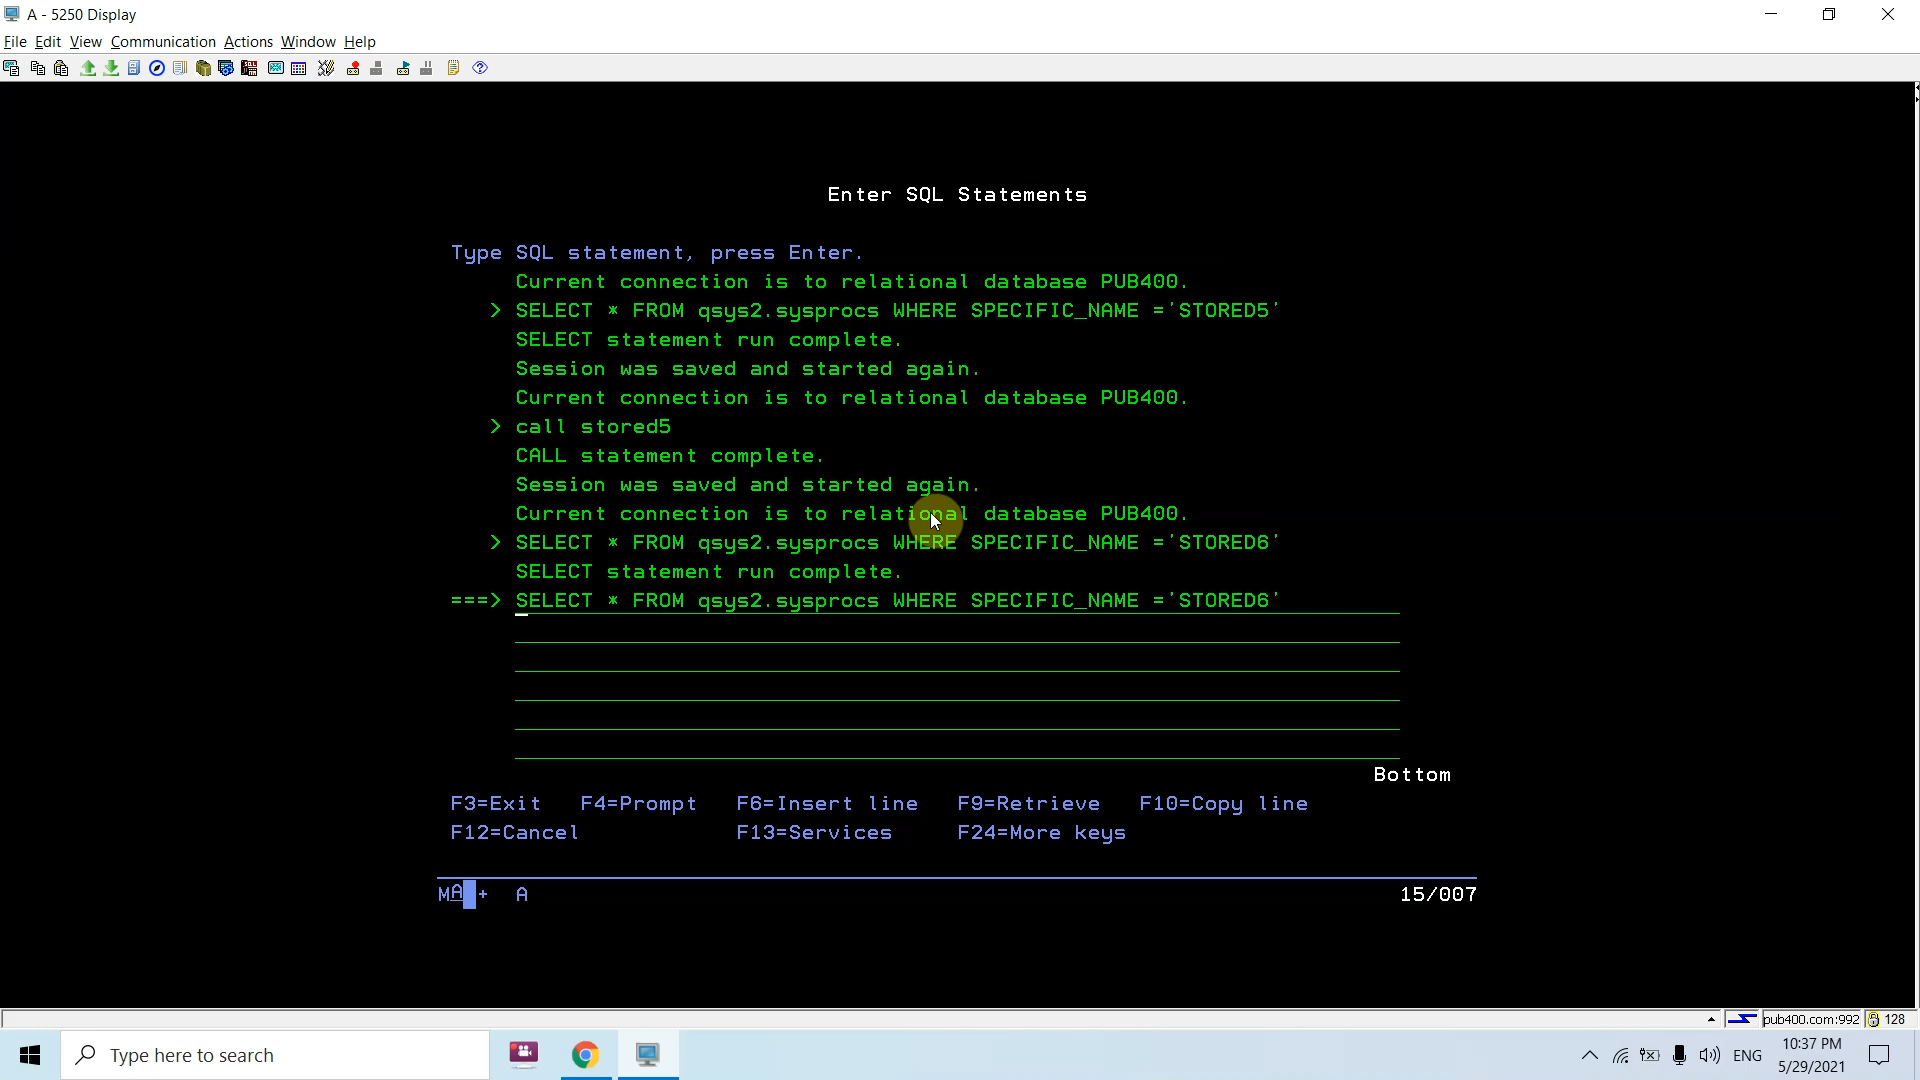 A - 5250 Display
File Edit View Communication Actions Window Help
Enter SQL Statements
Type SQL statement, press Enter.
Current connection is to relational database PUB400.
> SELECT * FROM qsys2.sysprocs WHERE SPECIFIC_NAME ='STORED5'
SELECT statement run complete.
Session was saved and started again.
Current connection is to relational database PUB400.
> call stored5
CALL statement complete.
Session was saved and started again.
Current connection is to relational database PUB400.
> SELECT * FROM qsys2.sysprocs WHERE SPECIFIC_NAME ='STORED6'
SELECT statement run complete.
===> SELECT * FROM qsys2.sysprocs WHERE SPECIFIC_NAME ='STORED6'
Bottom
F3=Exit F4=Prompt F6=Insert line F9=Retrieve F10=Copy line
F12=Cancel F13=Services F24=More keys
MA + A 15/007
pub400.com:992 128
Type here to search
ENG
10:37 PM
5/29/2021